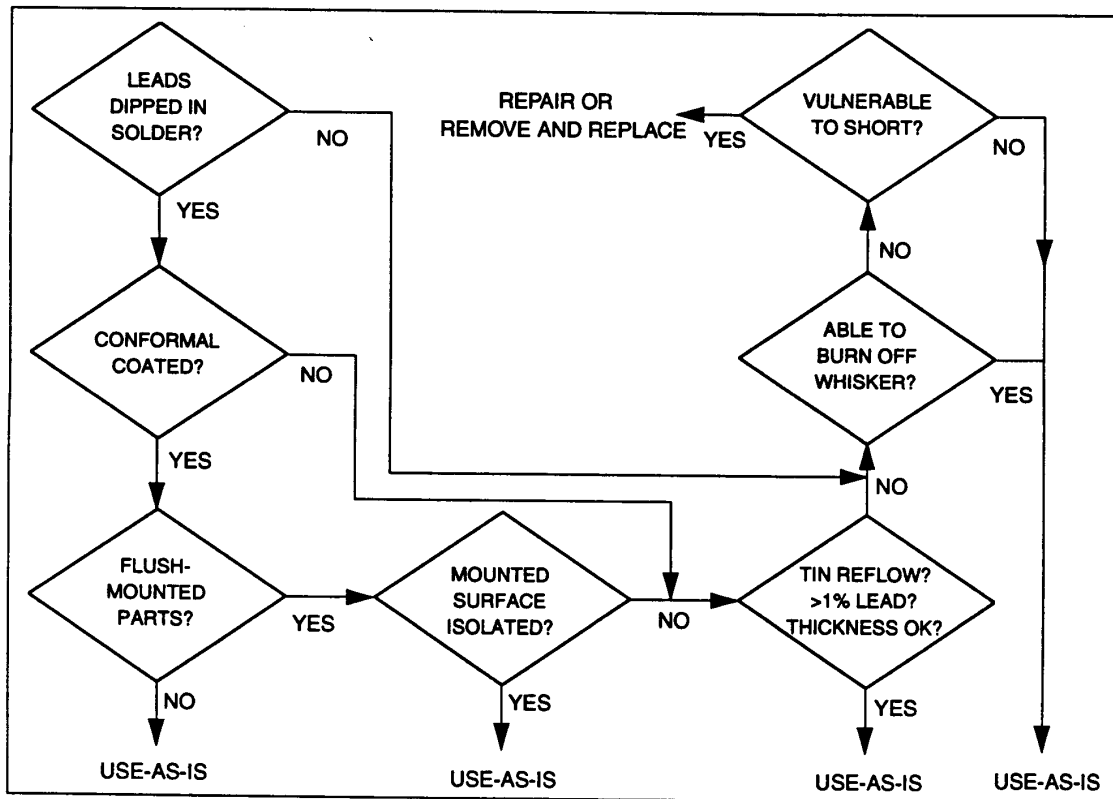 LEADS
DIPPED IN
SOLDER?
NO
YES
CONFORMAL
COATED?
NO
YES
FLUSH-
MOUNTED
PARTS?
YES
NO
USE-AS-IS
MOUNTED
SURFACE
ISOLATED?
NO
YES
USE-AS-IS
TIN REFLOW?
>1% LEAD?
THICKNESS OK?
NO
YES
USE-AS-IS
ABLE TO
BURN OFF
WHISKER?
YES
NO
VULNERABLE
TO SHORT?
NO
YES
REPAIR OR
REMOVE AND REPLACE
USE-AS-IS